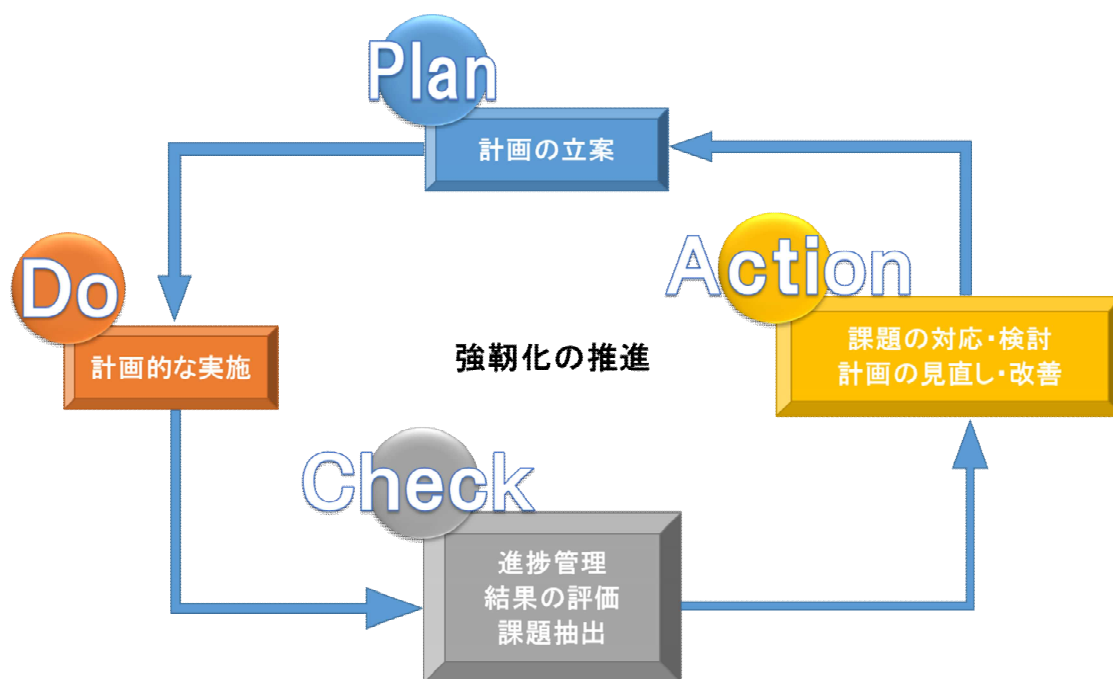 Plan
計画の立案
Do
計画的な実施
Check
進捗管理
結果の評価
課題抽出
Action
課題の対応・検討
計画の見直し・改善
強靭化の推進